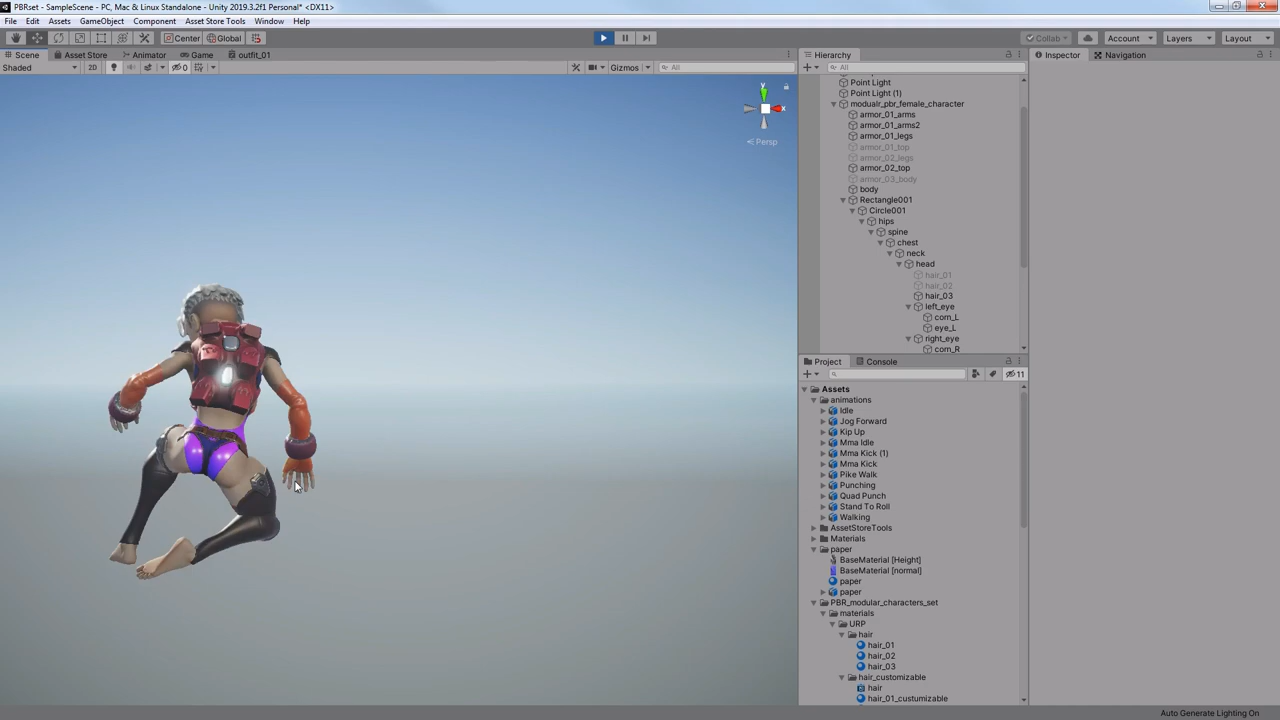 PBRset - SampleScene - PC, Mac & Linux Standalone - Unity 2019.3.2f1 Personal* <DX11>
File Edit Assets GameObject Component Asset Store Tools Window Help
Center Global Collab Account Layers Layout
Scene Asset Store Animator Game outfit_01
Shaded 2D 0 Gizmos All
y
x
Persp
Hierarchy
All
Point Light
Point Light (1)
modualr_pbr_female_character
armor_01_arms
armor_01_arms2
armor_01_legs
armor_01_top
armor_02_legs
armor_02_top
armor_03_body
body
Rectangle001
Circle001
hips
spine
chest
neck
head
hair_01
hair_02
hair_03
left_eye
corn_L
eye_L
right_eye
corn_R
Project Console
11
Assets
animations
Idle
Jog Forward
Kip Up
Mma Idle
Mma Kick (1)
Mma Kick
Pike Walk
Punching
Quad Punch
Stand To Roll
Walking
AssetStoreTools
Materials
paper
BaseMaterial [Height]
BaseMaterial [normal]
paper
paper
PBR_modular_characters_set
materials
URP
hair
hair_01
hair_02
hair_03
hair_customizable
hair
hair_01_custumizable
Inspector Navigation
Auto Generate Lighting On